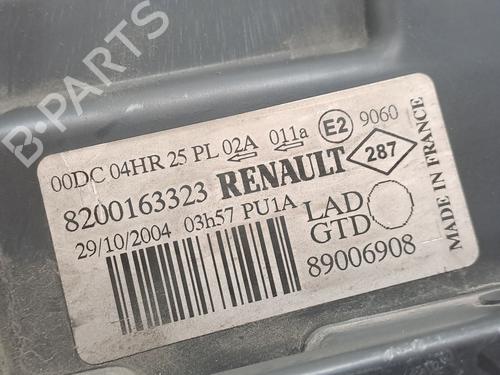 B-PARTS
00DC 04HR 25 PL 02A 011a E2 9060
8200163323 RENAULT 287
29/10/2004 03h57 PU1A LAD
GTD
89006908
MADE IN FRANCE